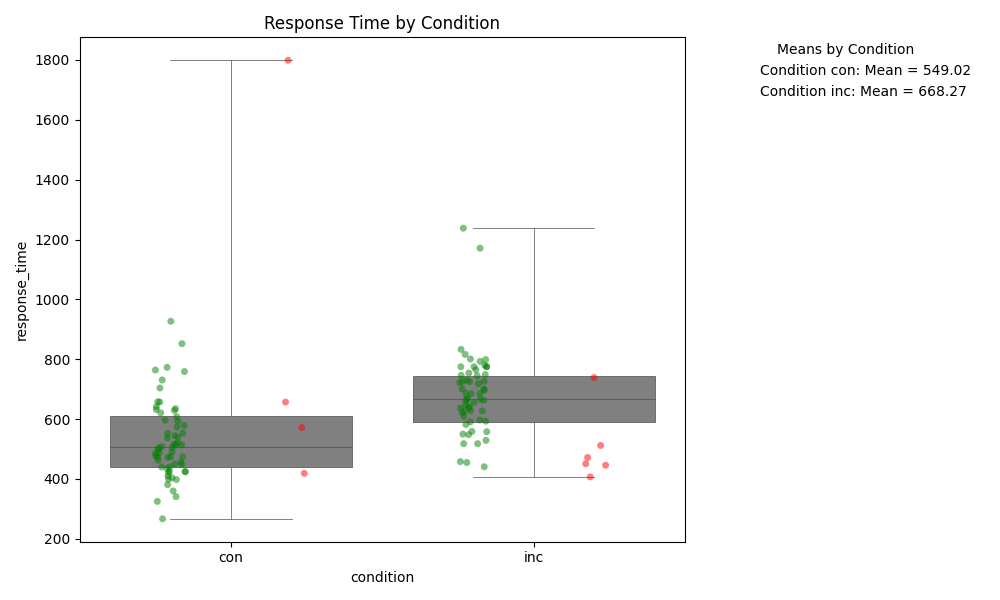 Response Time by Condition
Means by Condition
Condition con: Mean = 549.02
Condition inc: Mean = 668.27
response_time
1800
1600
1400
1200
1000
800
600
400
200
con inc
condition